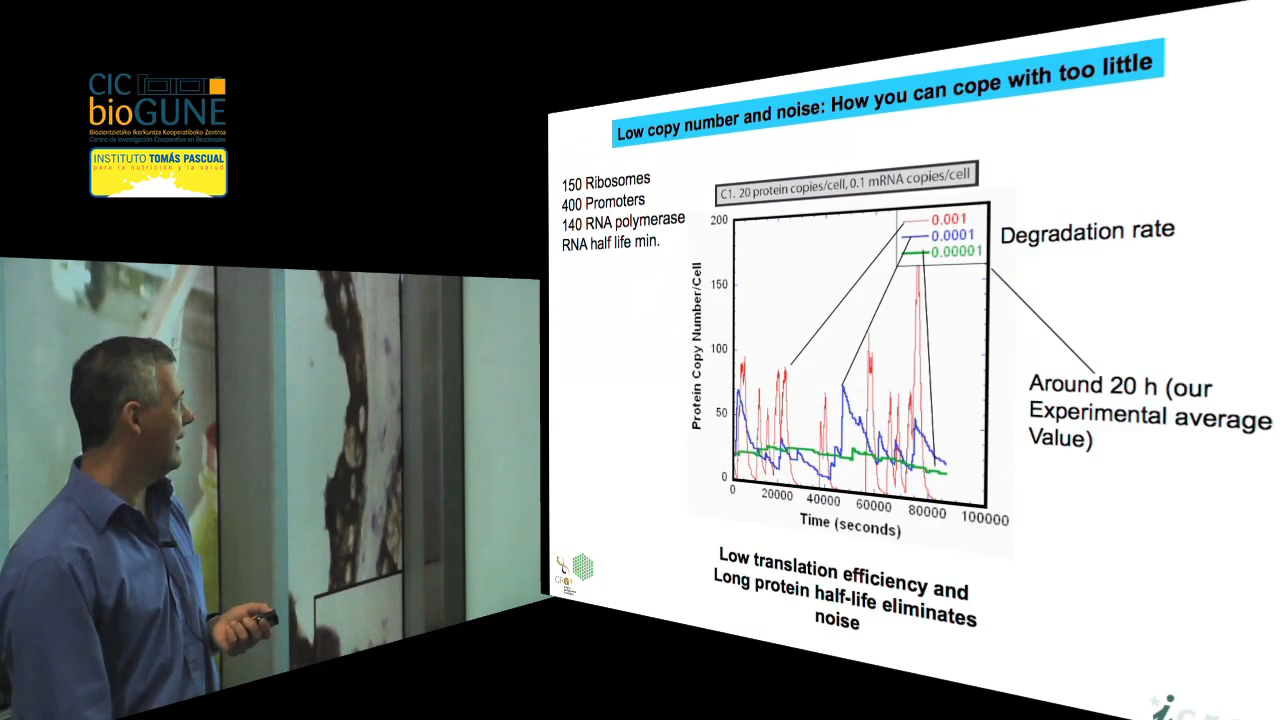 CIC
bioGUNE
Biozientzietako Ikerkuntza Kooperatiboko Zentroa
Centro de Investigación Cooperativa en Biociencias
INSTITUTO TOMÁS PASCUAL
para la nutrición y la salud
Low copy number and noise: How you can cope with too little
150 Ribosomes
400 Promoters
140 RNA polymerase
RNA half life min.
C1. 20 protein copies/cell, 0.1 mRNA copies/cell
0.001
0.0001
0.00001
Degradation rate
Protein Copy Number/Cell
200
150
100
50
0
0 20000 40000 60000 80000 100000
Time (seconds)
Around 20 h (our
Experimental average
Value)
Low translation efficiency and
Long protein half-life eliminates
noise
CRG